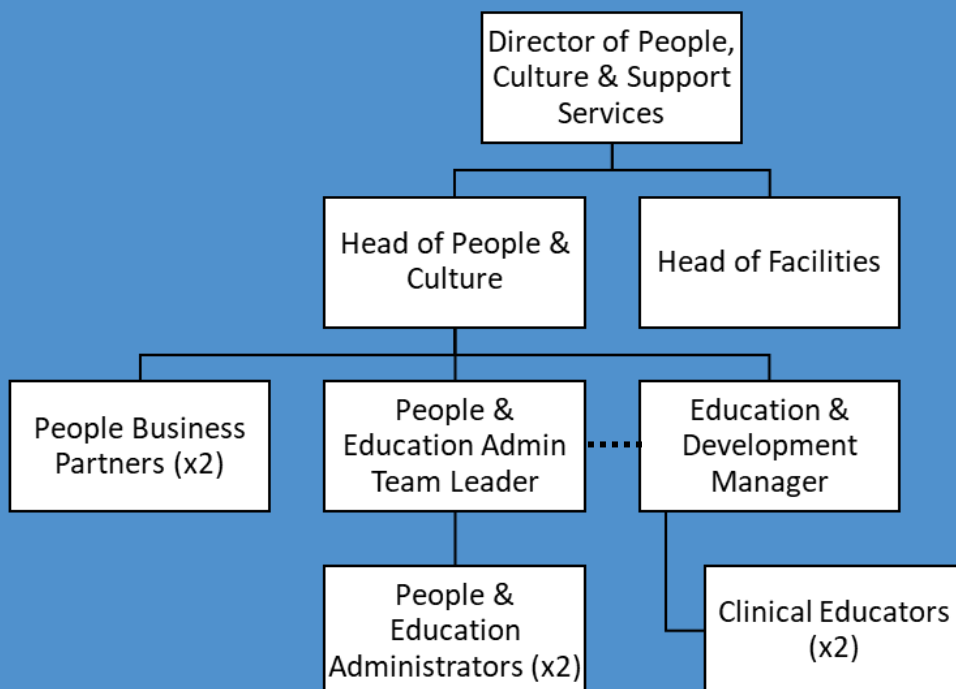 Director of People,
Culture & Support
Services
Head of People &
Culture
Head of Facilities
People Business
Partners (x2)
People &
Education Admin
Team Leader
Education &
Development
Manager
People &
Education
Administrators (x2)
Clinical Educators
(x2)